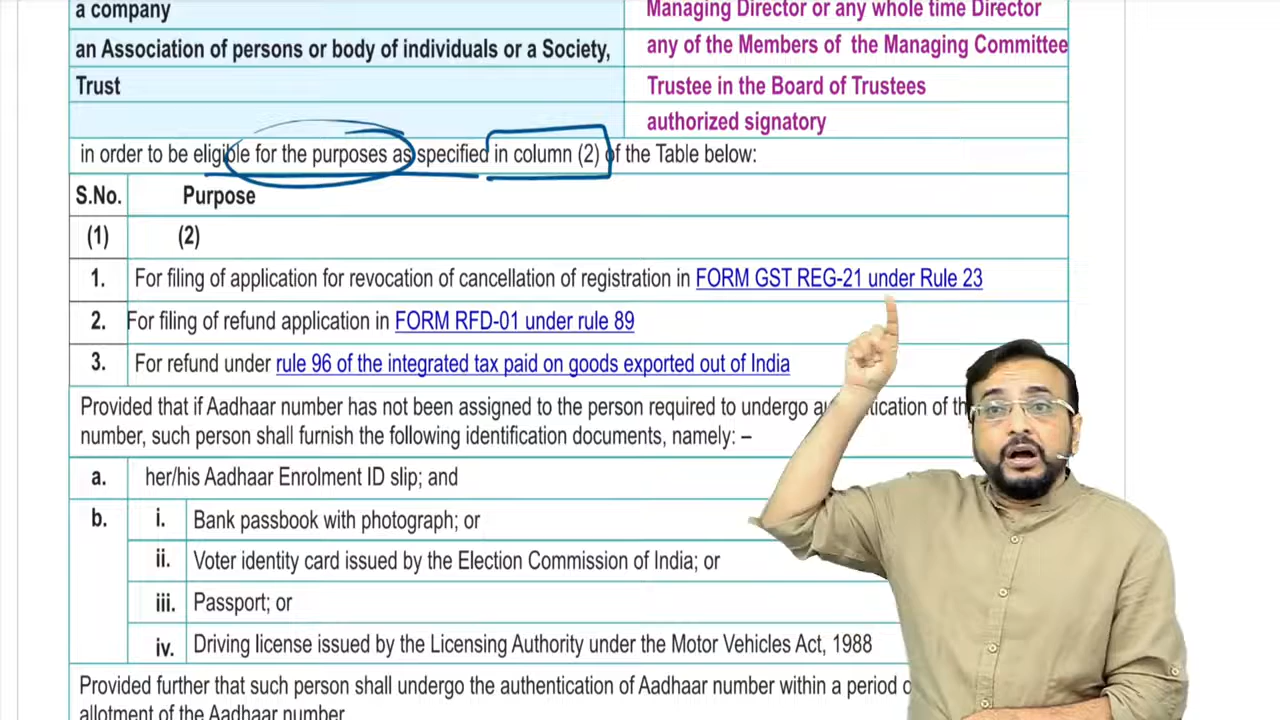 a company Managing Director or any whole time Director
an Association of persons or body of individuals or a Society, any of the Members of the Managing Committee
Trust Trustee in the Board of Trustees
authorized signatory
in order to be eligible for the purposes as specified in column (2) of the Table below:
S.No. Purpose
(1) (2)
1. For filing of application for revocation of cancellation of registration in FORM GST REG-21 under Rule 23
2. For filing of refund application in FORM RFD-01 under rule 89
3. For refund under rule 96 of the integrated tax paid on goods exported out of India
Provided that if Aadhaar number has not been assigned to the person required to undergo of
number, such person shall furnish the following identification documents, namely: –
a. her/his Aadhaar Enrolment ID slip; and
b. i. Bank passbook with photograph; or
ii. Voter identity card issued by the Election Commission of India; or
iii. Passport; or
iv. Driving license issued by the Licensing Authority under the Motor Vehicles Act, 1988
Provided further that such person shall undergo the authentication of Aadhaar number within a period
allotment of the Aadhaar number